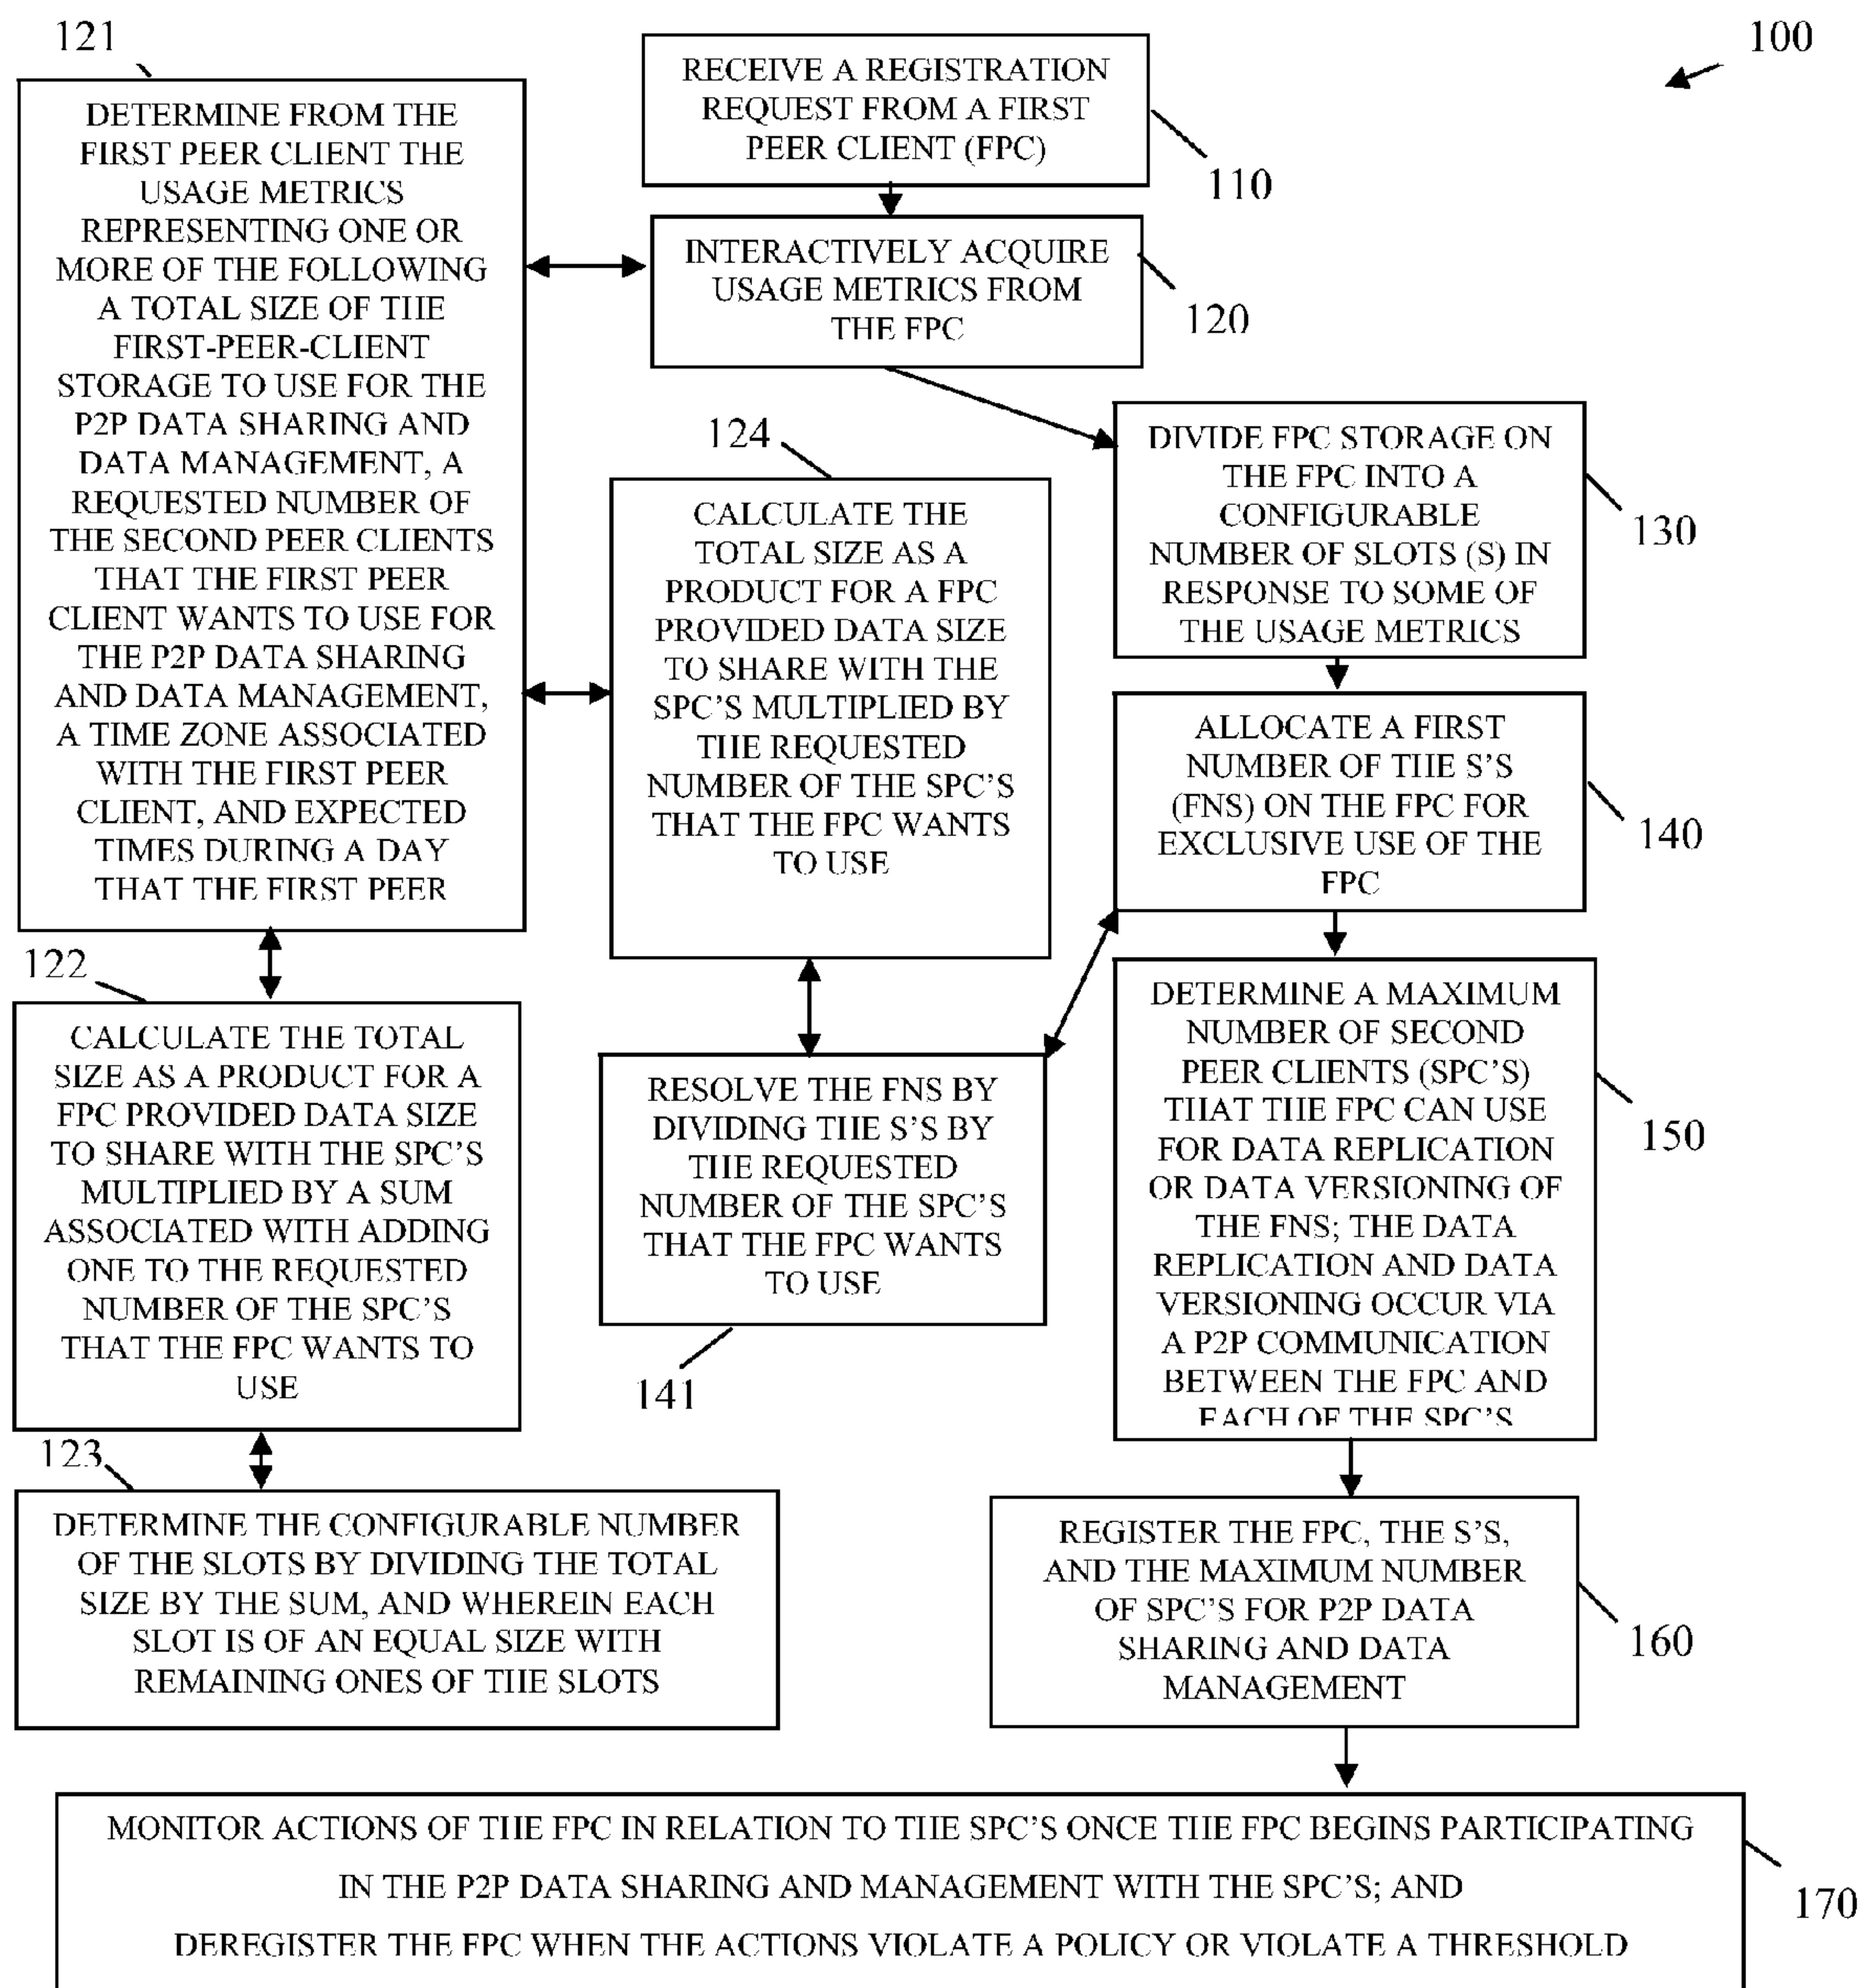 100
121
DETERMINE FROM THE
FIRST PEER CLIENT THE
USAGE METRICS
REPRESENTING ONE OR
MORE OF THE FOLLOWING
A TOTAL SIZE OF THE
FIRST-PEER-CLIENT
STORAGE TO USE FOR THE
P2P DATA SHARING AND
DATA MANAGEMENT, A
REQUESTED NUMBER OF
THE SECOND PEER CLIENTS
THAT THE FIRST PEER
CLIENT WANTS TO USE FOR
THE P2P DATA SHARING
AND DATA MANAGEMENT,
A TIME ZONE ASSOCIATED
WITH THE FIRST PEER
CLIENT, AND EXPECTED
TIMES DURING A DAY
THAT THE FIRST PEER
RECEIVE A REGISTRATION
REQUEST FROM A FIRST
PEER CLIENT (FPC)
110
INTERACTIVELY ACQUIRE
USAGE METRICS FROM
THE FPC
120
124
CALCULATE THE
TOTAL SIZE AS A
PRODUCT FOR A FPC
PROVIDED DATA SIZE
TO SHARE WITH THE
SPC'S MULTIPLIED BY
THE REQUESTED
NUMBER OF THE SPC'S
THAT THE FPC WANTS
TO USE
DIVIDE FPC STORAGE ON
THE FPC INTO A
CONFIGURABLE
NUMBER OF SLOTS (S) IN
RESPONSE TO SOME OF
THE USAGE METRICS
130
ALLOCATE A FIRST
NUMBER OF THE S'S
(FNS) ON THE FPC FOR
EXCLUSIVE USE OF THE
FPC
140
122
CALCULATE THE TOTAL
SIZE AS A PRODUCT FOR A
FPC PROVIDED DATA SIZE
TO SHARE WITH THE SPC'S
MULTIPLIED BY A SUM
ASSOCIATED WITH ADDING
ONE TO THE REQUESTED
NUMBER OF THE SPC'S
THAT THE FPC WANTS TO
USE
RESOLVE THE FNS BY
DIVIDING THE S'S BY
THE REQUESTED
NUMBER OF THE SPC'S
THAT THE FPC WANTS
TO USE
141
DETERMINE A MAXIMUM
NUMBER OF SECOND
PEER CLIENTS (SPC'S)
THAT THE FPC CAN USE
FOR DATA REPLICATION
OR DATA VERSIONING OF
THE FNS; THE DATA
REPLICATION AND DATA
VERSIONING OCCUR VIA
A P2P COMMUNICATION
BETWEEN THE FPC AND
EACH OF THE SPC'S
150
123
DETERMINE THE CONFIGURABLE NUMBER
OF THE SLOTS BY DIVIDING THE TOTAL
SIZE BY THE SUM, AND WHEREIN EACH
SLOT IS OF AN EQUAL SIZE WITH
REMAINING ONES OF THE SLOTS
REGISTER THE FPC, THE S'S,
AND THE MAXIMUM NUMBER
OF SPC'S FOR P2P DATA
SHARING AND DATA
MANAGEMENT
160
MONITOR ACTIONS OF THE FPC IN RELATION TO THE SPC'S ONCE THE FPC BEGINS PARTICIPATING
IN THE P2P DATA SHARING AND MANAGEMENT WITH THE SPC'S; AND
DEREGISTER THE FPC WHEN THE ACTIONS VIOLATE A POLICY OR VIOLATE A THRESHOLD
170